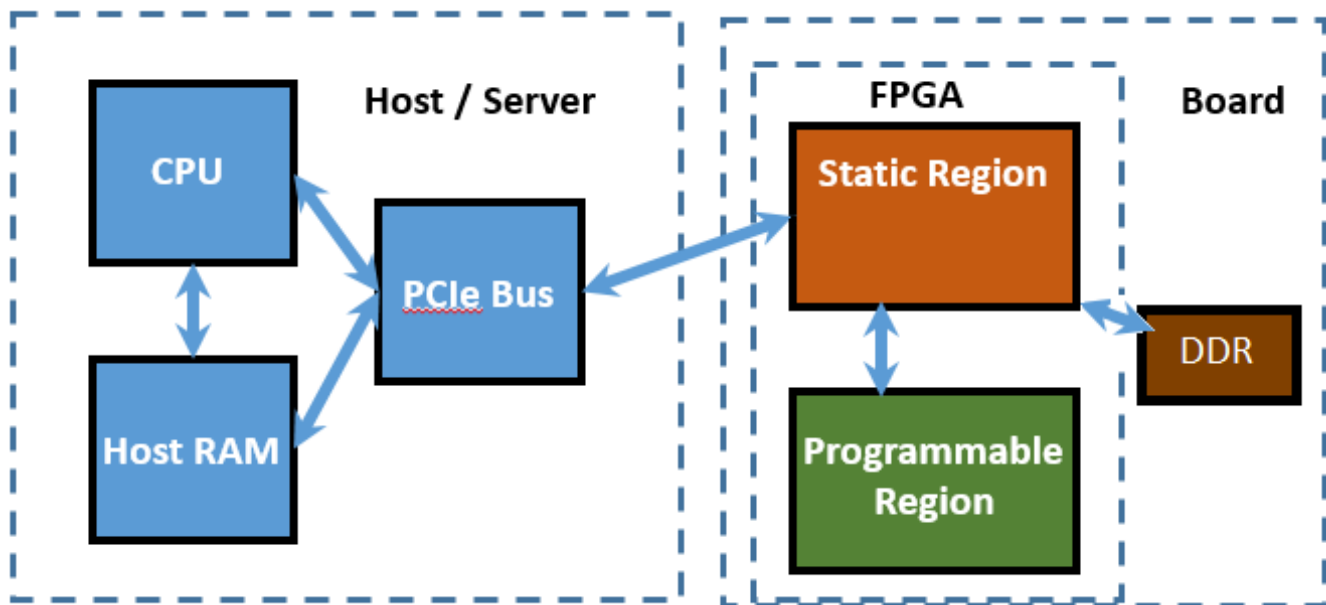 Host / Server
CPU
PCIe Bus
Host RAM
FPGA
Board
Static Region
DDR
Programmable
Region